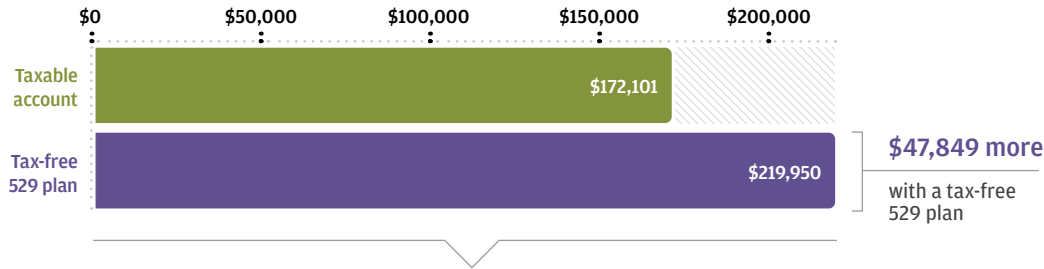 $0 $50,000 $100,000 $150,000 $200,000
Taxable
account
$172,101
Tax-free
529 plan
$219,950
$47,849 more
with a tax-free
529 plan